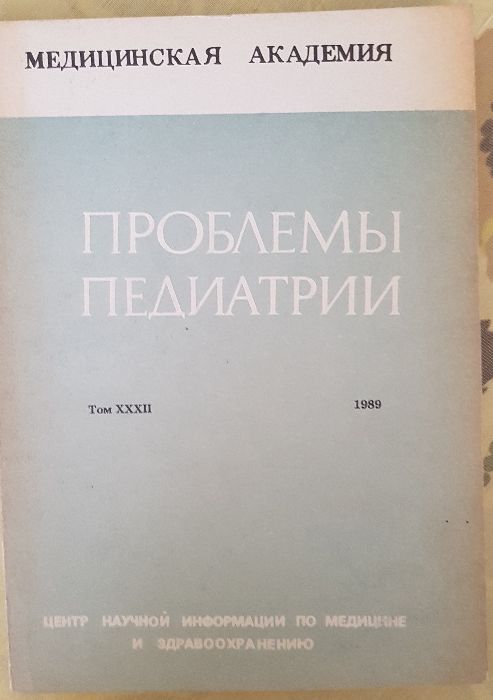 МЕДИЦИНСКАЯ АКАДЕМИЯ
ПРОБЛЕМЫ
ПЕДИАТРИИ
Том XXXII 1989
ЦЕНТР НАУЧНОЙ ИНФОРМАЦИИ ПО МЕДИЦИНЕ
И ЗДРАВООХРАНЕНИЮ